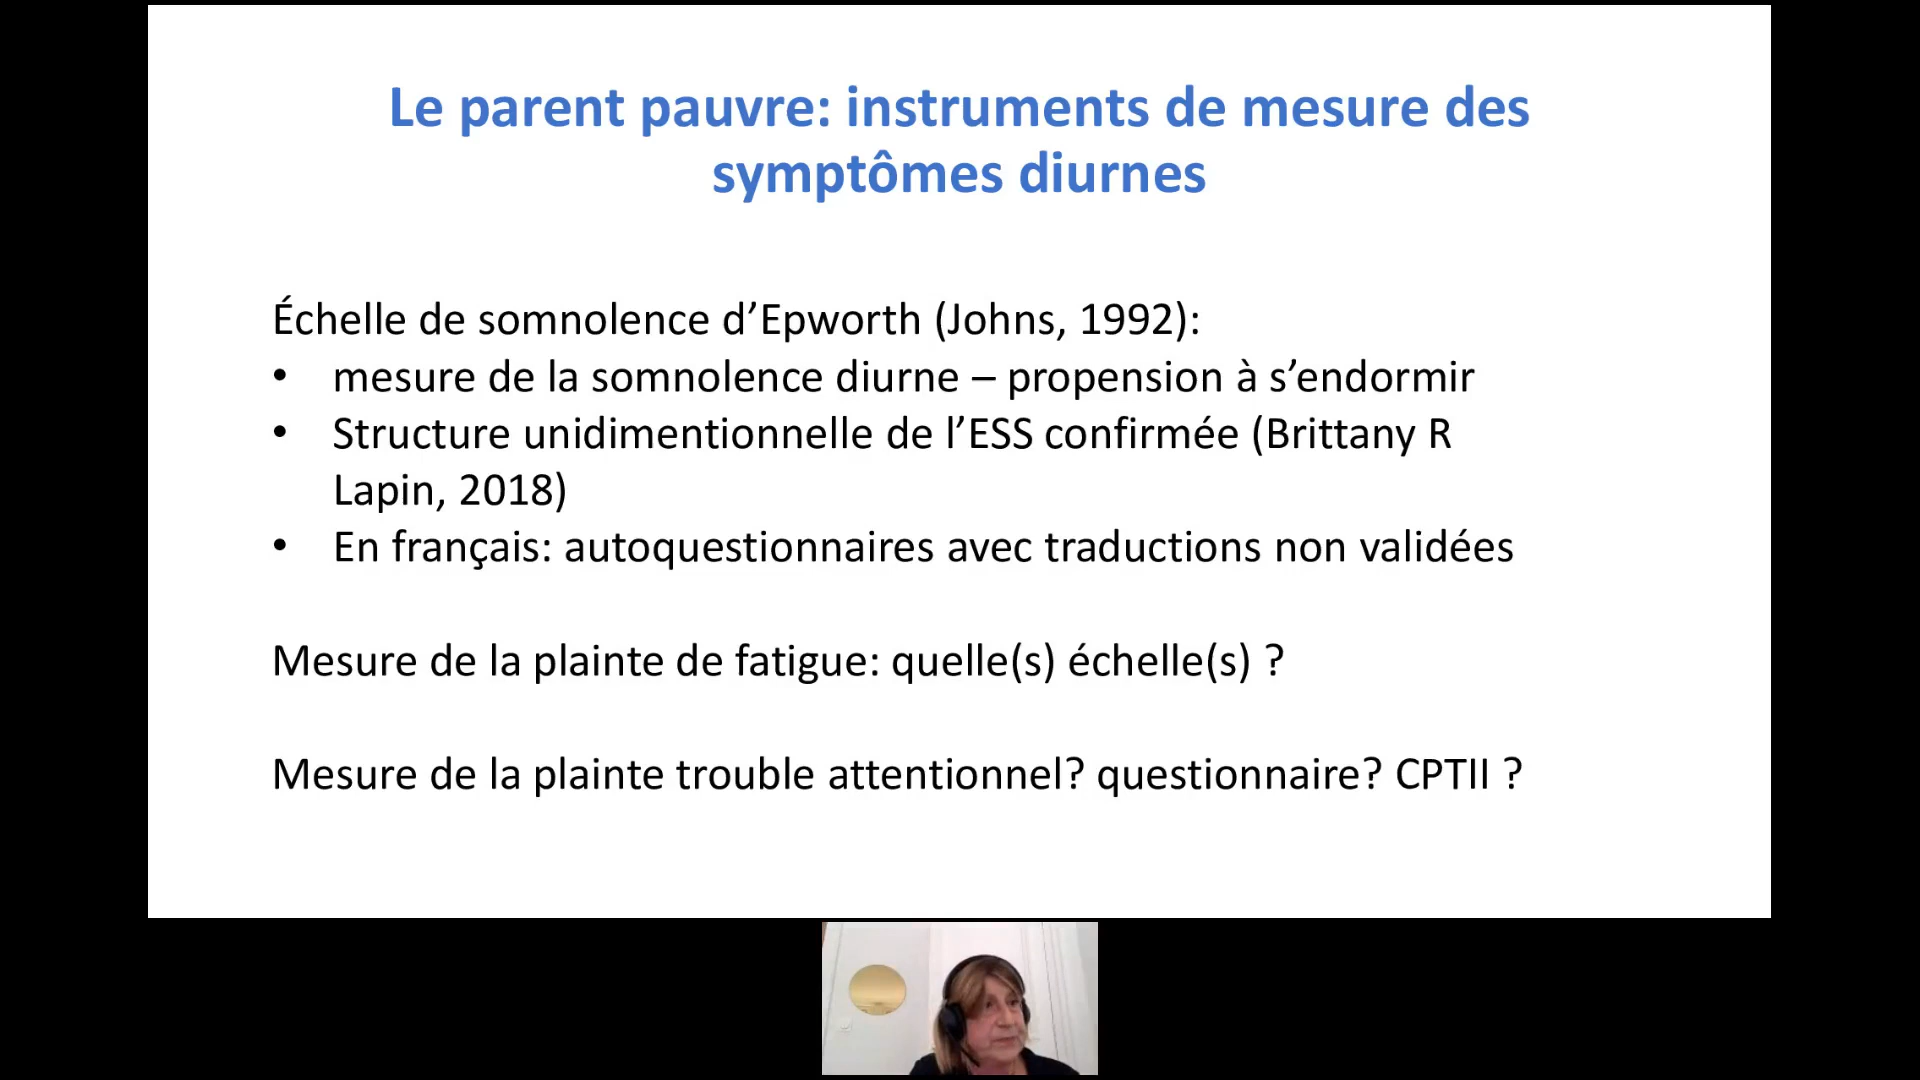 Le parent pauvre: instruments de mesure des
symptômes diurnes
Échelle de somnolence d’Epworth (Johns, 1992):
• mesure de la somnolence diurne – propension à s’endormir
• Structure unidimentionnelle de l’ESS confirmée (Brittany R
Lapin, 2018)
• En français: autoquestionnaires avec traductions non validées
Mesure de la plainte de fatigue: quelle(s) échelle(s) ?
Mesure de la plainte trouble attentionnel? questionnaire? CPTII ?